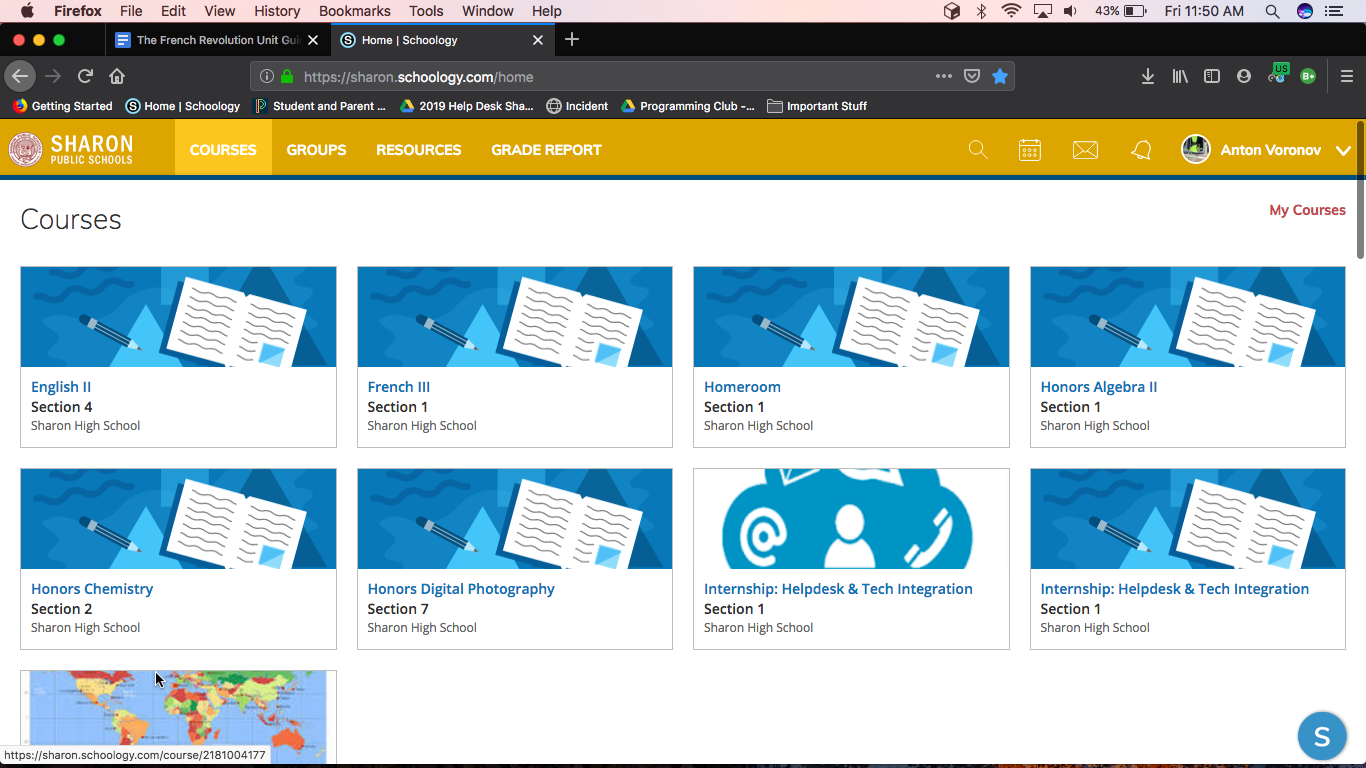 Firefox File Edit View History Bookmarks Tools Window Help 43% Fri 11:50 AM
The French Revolution Unit Gui
Home | Schoology
https://sharon.schoology.com/home
US
B+
Getting Started Home | Schoology Student and Parent ... 2019 Help Desk Sha... Incident Programming Club -... Important Stuff
SHARON
PUBLIC SCHOOLS
COURSES GROUPS RESOURCES GRADE REPORT Anton Voronov
Courses
My Courses
English II
Section 4
Sharon High School
French III
Section 1
Sharon High School
Homeroom
Section 1
Sharon High School
Honors Algebra II
Section 1
Sharon High School
Honors Chemistry
Section 2
Sharon High School
Honors Digital Photography
Section 7
Sharon High School
Internship: Helpdesk & Tech Integration
Section 1
Sharon High School
Internship: Helpdesk & Tech Integration
Section 1
Sharon High School
https://sharon.schoology.com/course/2181004177
S